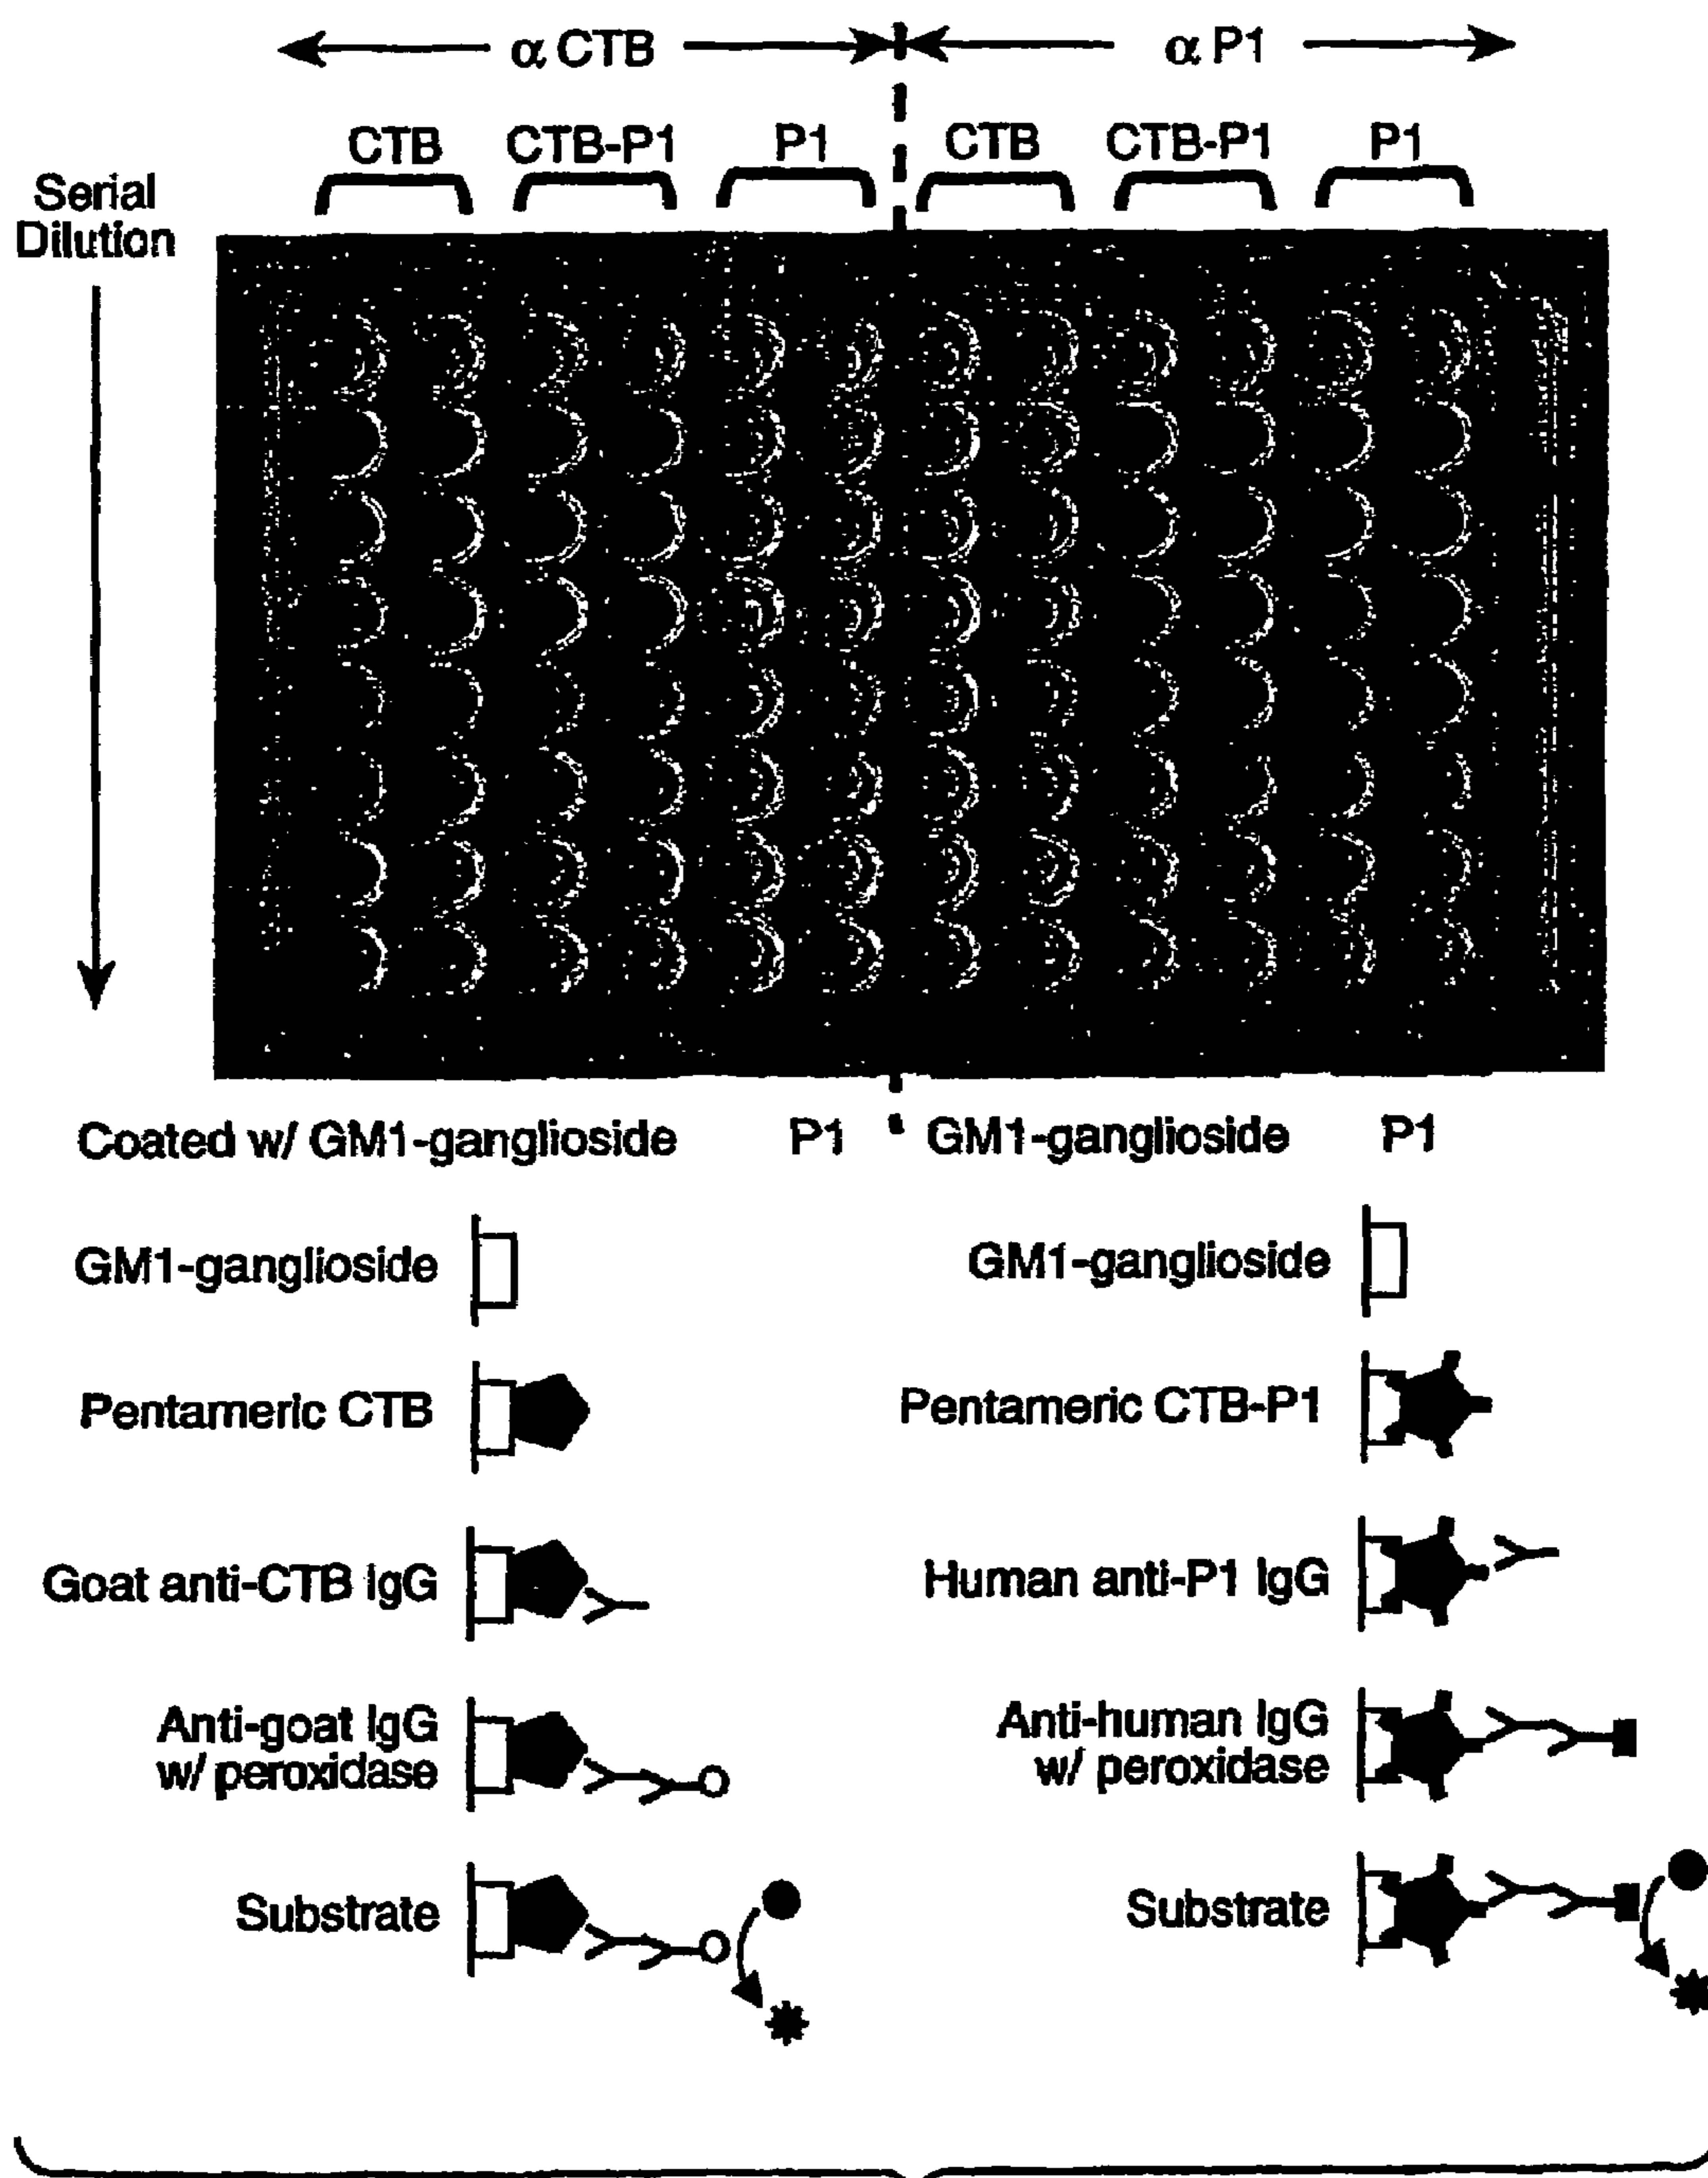 α CTB α P1
CTB CTB-P1 P1 CTB CTB-P1 P1
Serial
Dilution
Coated w/ GM1-ganglioside P1 GM1-ganglioside P1
GM1-ganglioside GM1-ganglioside
Pentameric CTB Pentameric CTB-P1
Goat anti-CTB IgG Human anti-P1 IgG
Anti-goat IgG
w/ peroxidase
Anti-human IgG
w/ peroxidase
Substrate Substrate